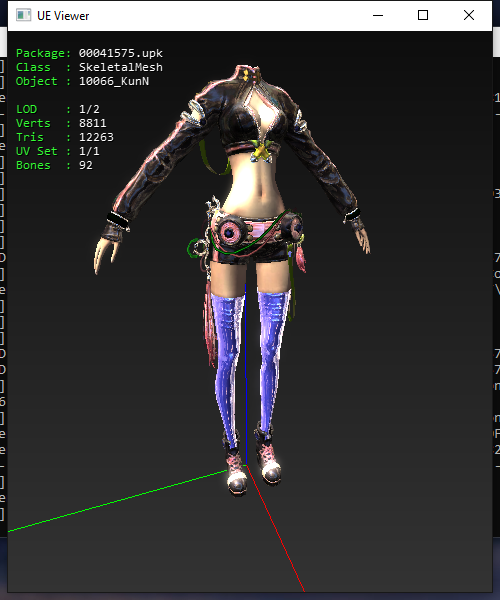 UE Viewer
Package: 00041575.upk
Class : SkeletalMesh
Object : 10066_KunN
LOD : 1/2
Verts : 8811
Tris : 12263
UV Set : 1/1
Bones : 92